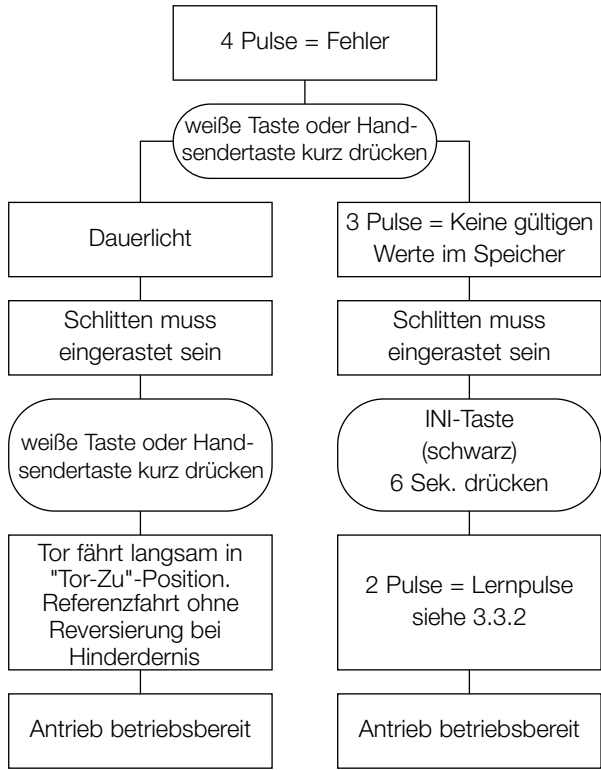 4 Pulse = Fehler
weiße Taste oder Hand-
sendertaste kurz drücken
Dauerlicht
Schlitten muss
eingerastet sein
weiße Taste oder Hand-
sendertaste kurz drücken
Tor fährt langsam in
"Tor-Zu"-Position.
Referenzfahrt ohne
Reversierung bei
Hinderdernis
Antrieb betriebsbereit
3 Pulse = Keine gültigen
Werte im Speicher
Schlitten muss
eingerastet sein
INI-Taste
(schwarz)
6 Sek. drücken
2 Pulse = Lernpulse
siehe 3.3.2
Antrieb betriebsbereit